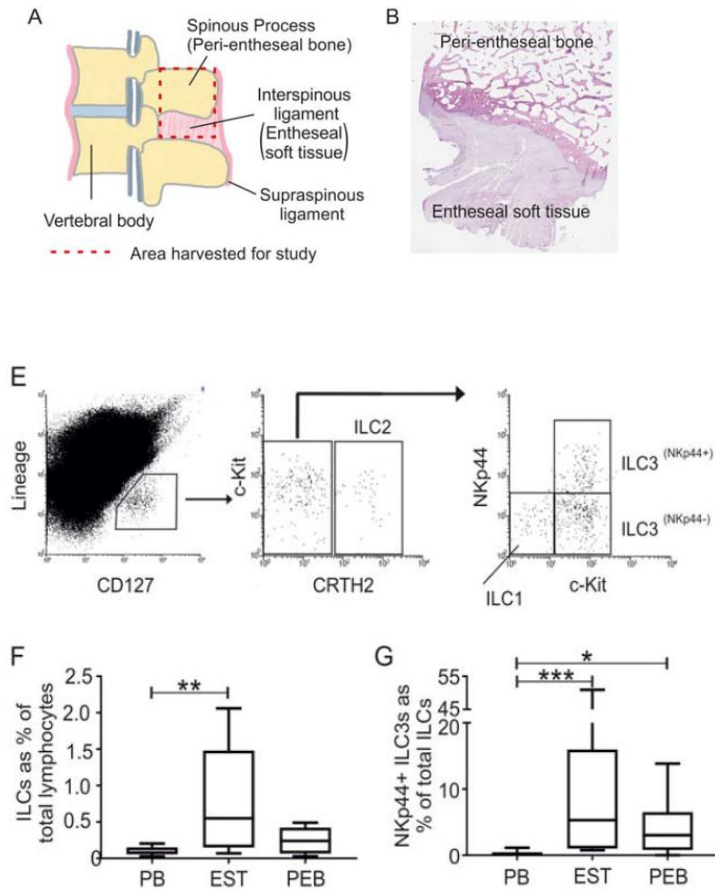 A
Spinous Process
(Peri-entheseal bone)
Interspinous
ligament
(Entheseal
soft tissue)
Supraspinous
ligament
Vertebral body
Area harvested for study
B
Peri-entheseal bone
Entheseal soft tissue
E
Lineage
CD127
c-Kit
ILC2
CRTH2
NKp44
ILC3 (NKp44+)
ILC3 (NKp44-)
ILC1
c-Kit
F
ILCs as % of
total lymphocytes
2.5
2.0
1.5
1.0
0.5
0
**
PB EST PEB
G
NKp44+ ILC3s as
% of total ILCs
55
45
20
10
0
*
***
PB EST PEB